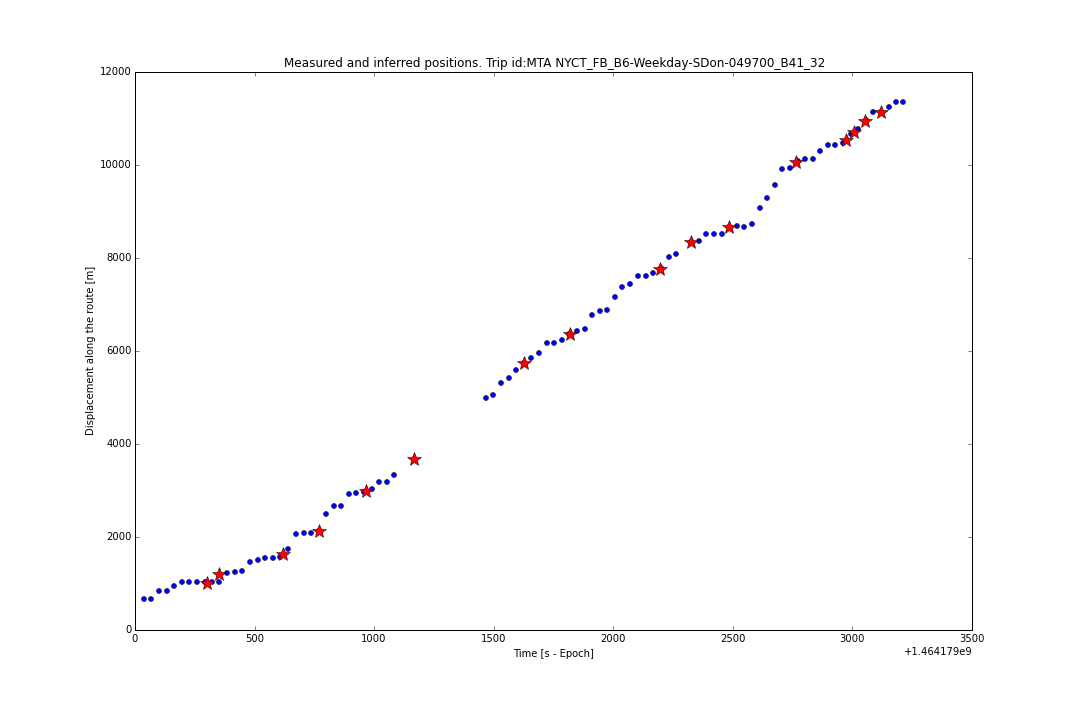 Measured and inferred positions. Trip id:MTA NYCT_FB_B6-Weekday-SDon-049700_B41_32
12000
10000
8000
6000
4000
2000
0
Displacement along the route [m]
0 500 1000 1500 2000 2500 3000 3500
Time [s - Epoch]
+1.464179e9